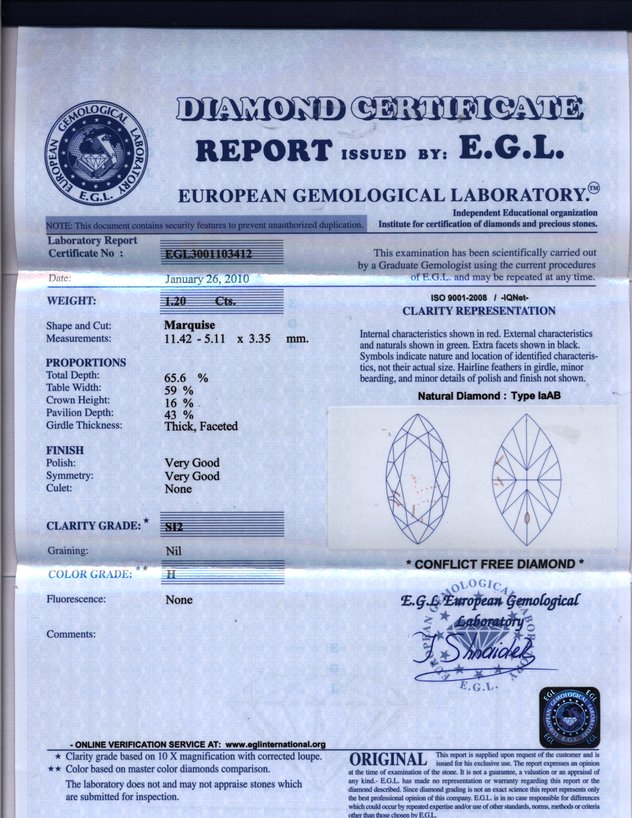 DIAMOND CERTIFICATE
REPORT ISSUED BY: E.G.L.
EUROPEAN GEMOLOGICAL LABORATORY.™
EUROPEAN GEMOLOGICAL LABORATORY
E.G.L.
Independent Educational organization
Institute for certification of diamonds and precious stones.
NOTE: This document contains security features to prevent unauthorized duplication.
Laboratory Report
Certificate No : EGL3001103412
Date: January 26, 2010
WEIGHT: 1.20 Cts.
Shape and Cut: Marquise
Measurements: 11.42 - 5.11 x 3.35 mm.
PROPORTIONS
Total Depth: 65.6 %
Table Width: 59 %
Crown Height: 16 %
Pavilion Depth: 43 %
Girdle Thickness: Thick, Faceted
FINISH
Polish: Very Good
Symmetry: Very Good
Culet: None
CLARITY GRADE:* SI2
Graining: Nil
COLOR GRADE:** H
Fluorescence: None
Comments:
This examination has been scientifically carried out
by a Graduate Gemologist using the current procedures
of E.G.L. and may be repeated at any time.
ISO 9001-2008 / -IQNet-
CLARITY REPRESENTATION
Internal characteristics shown in red. External characteristics
and naturals shown in green. Extra facets shown in black.
Symbols indicate nature and location of identified characteris-
tics, not their actual size. Hairline feathers in girdle, minor
bearding, and minor details of polish and finish not shown.
Natural Diamond : Type IaAB
* CONFLICT FREE DIAMOND *
E.G.L European Gemological
Laboratory
EUROPEAN GEMOLOGICAL LABORATORY
E.G.L.
EGL EGL
EUROPEAN GEMOLOGICAL LABORATORY
EGL EGL
- ONLINE VERIFICATION SERVICE AT: www.eglinternational.org
★ Clarity grade based on 10 X magnification with corrected loupe.
★★ Color based on master color diamonds comparison.
The laboratory does not and may not appraise stones which
are submitted for inspection.
ORIGINAL This report is supplied upon request of the customer and is
issued for his exclusive use. The report expresses an opinion
at the time of examination of the stone. It is not a guarantee, a valuation or an appraisal of
any kind.- EGL has made no representation or warranty regarding this report or the
diamond described. Since diamond grading is not an exact science this report represents only
the best professional opinion of this company. E.G.L. is in no case responsible for differences
which could occur by repeated expertise and/or use of other standards, norms, methods or criteria
other than those chosen by E.G.L.